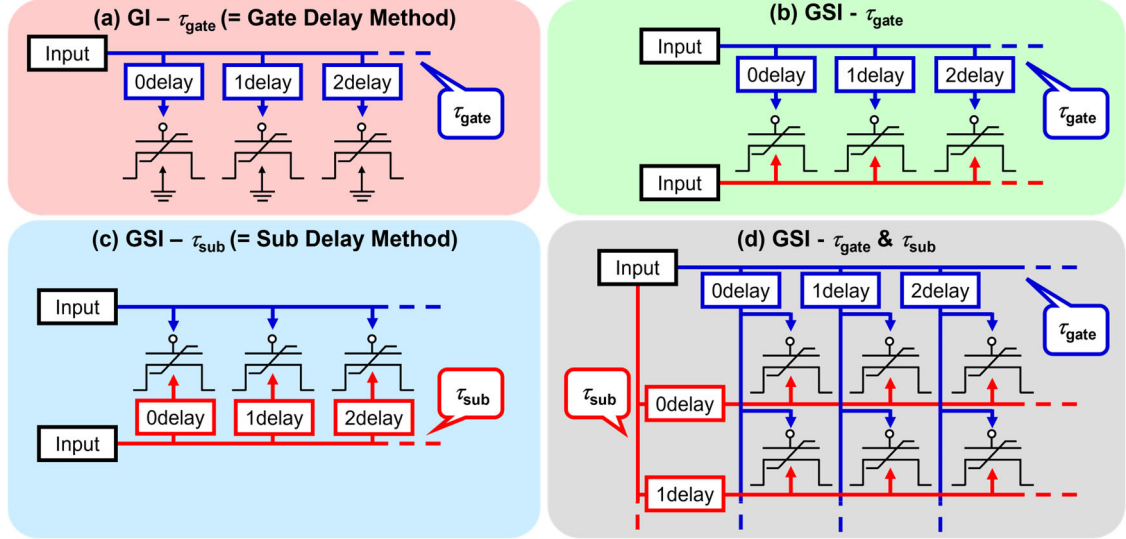 (a) GI – τgate (= Gate Delay Method)
Input
0delay 1delay 2delay
τgate
(b) GSI - τgate
Input
0delay 1delay 2delay
τgate
Input
(c) GSI – τsub (= Sub Delay Method)
Input
τsub
0delay 1delay 2delay
Input
(d) GSI - τgate & τsub
Input
0delay 1delay 2delay
τgate
τsub
0delay
1delay